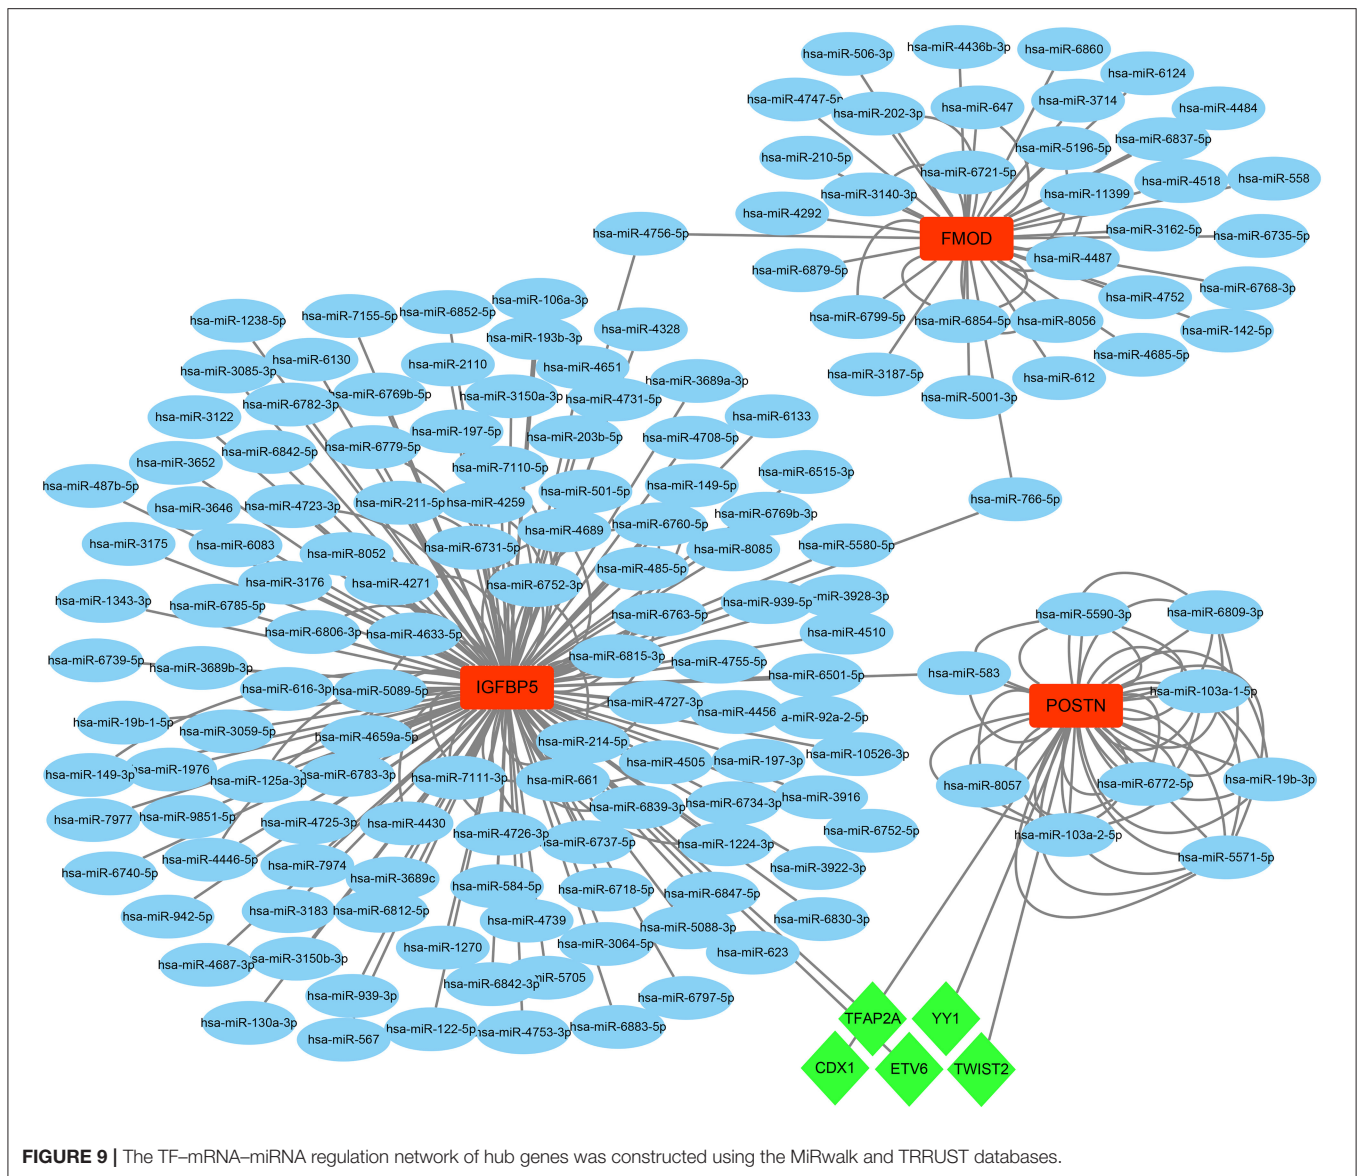 hsa-miR-506-3p
hsa-miR-4436b-3p
hsa-miR-6860
hsa-miR-6124
hsa-miR-4747-5p
hsa-miR-202-3p
hsa-miR-647
hsa-miR-3714
hsa-miR-4484
hsa-miR-6837-5p
hsa-miR-5196-5p
hsa-miR-210-5p
hsa-miR-6721-5p
hsa-miR-3140-3p
hsa-miR-11399
hsa-miR-4518
hsa-miR-558
hsa-miR-4292
hsa-miR-4756-5p
FMOD
hsa-miR-3162-5p
hsa-miR-6735-5p
hsa-miR-4487
hsa-miR-6879-5p
hsa-miR-4752
hsa-miR-6768-3p
hsa-miR-6799-5p
hsa-miR-6854-5p
hsa-miR-8056
hsa-miR-142-5p
hsa-miR-4685-5p
hsa-miR-3187-5p
hsa-miR-612
hsa-miR-5001-3p
hsa-miR-766-5p
hsa-miR-106a-3p
hsa-miR-1238-5p
hsa-miR-7155-5p
hsa-miR-6852-5p
hsa-miR-193b-3p
hsa-miR-4328
hsa-miR-6130
hsa-miR-2110
hsa-miR-4651
hsa-miR-3085-3p
hsa-miR-3689a-3p
hsa-miR-6782-3p
hsa-miR-6769b-5p
hsa-miR-3150a-3p
hsa-miR-4731-5p
hsa-miR-3122
hsa-miR-6133
hsa-miR-197-5p
hsa-miR-203b-5p
hsa-miR-4708-5p
hsa-miR-6842-5p
hsa-miR-6779-5p
hsa-miR-3652
hsa-miR-7110-5p
hsa-miR-6515-3p
hsa-miR-487b-5p
hsa-miR-149-5p
hsa-miR-501-5p
hsa-miR-3646
hsa-miR-4723-3p
hsa-miR-211-5p
hsa-miR-4259
hsa-miR-6769b-3p
hsa-miR-4689
hsa-miR-6760-5p
hsa-miR-3175
hsa-miR-6083
hsa-miR-8052
hsa-miR-6731-5p
hsa-miR-8085
hsa-miR-5580-5p
hsa-miR-485-5p
hsa-miR-3176
hsa-miR-4271
hsa-miR-6752-3p
hsa-miR-1343-3p
hsa-miR-6785-5p
hsa-miR-6763-5p
hsa-miR-939-5p
-miR-3928-3p
hsa-miR-6806-3p
hsa-miR-4633-5p
hsa-miR-4510
hsa-miR-6739-5p
hsa-miR-3689b-3p
hsa-miR-6815-3p
hsa-miR-4755-5p
hsa-miR-6501-5p
hsa-miR-616-3p
hsa-miR-5089-5p
IGFBP5
hsa-miR-4727-3p
hsa-miR-4456
a-miR-92a-2-5p
hsa-miR-19b-1-5p
hsa-miR-3059-5p
hsa-miR-4659a-5p
hsa-miR-214-5p
hsa-miR-10526-3p
hsa-miR-4505
hsa-miR-197-3p
hsa-miR-149-3p
hsa-miR-1976
hsa-miR-125a-3p
hsa-miR-6783-3p
hsa-miR-7111-3p
hsa-miR-661
hsa-miR-3916
hsa-miR-7977
hsa-miR-9851-5p
hsa-miR-4725-3p
hsa-miR-4430
hsa-miR-6839-3p
hsa-miR-6734-3p
hsa-miR-6752-5p
hsa-miR-4726-3p
hsa-miR-6737-5p
hsa-miR-1224-3p
hsa-miR-6740-5p
hsa-miR-4446-5p
hsa-miR-7974
hsa-miR-3689c
hsa-miR-3922-3p
hsa-miR-584-5p
hsa-miR-6718-5p
hsa-miR-6847-5p
hsa-miR-942-5p
hsa-miR-3183
hsa-miR-6812-5p
hsa-miR-4739
hsa-miR-5088-3p
hsa-miR-6830-3p
hsa-miR-1270
hsa-miR-3064-5p
hsa-miR-623
hsa-miR-4687-3p
sa-miR-3150b-3p
hsa-miR-939-3p
hsa-miR-6842-3p
miR-5705
hsa-miR-6797-5p
hsa-miR-130a-3p
hsa-miR-567
hsa-miR-122-5p
hsa-miR-4753-3p
hsa-miR-6883-5p
hsa-miR-5590-3p
hsa-miR-6809-3p
hsa-miR-583
hsa-miR-103a-1-5p
POSTN
hsa-miR-8057
hsa-miR-6772-5p
hsa-miR-19b-3p
hsa-miR-103a-2-5p
hsa-miR-5571-5p
TFAP2A
YY1
CDX1
ETV6
TWIST2
FIGURE 9 | The TF–mRNA–miRNA regulation network of hub genes was constructed using the MiRwalk and TRRUST databases.